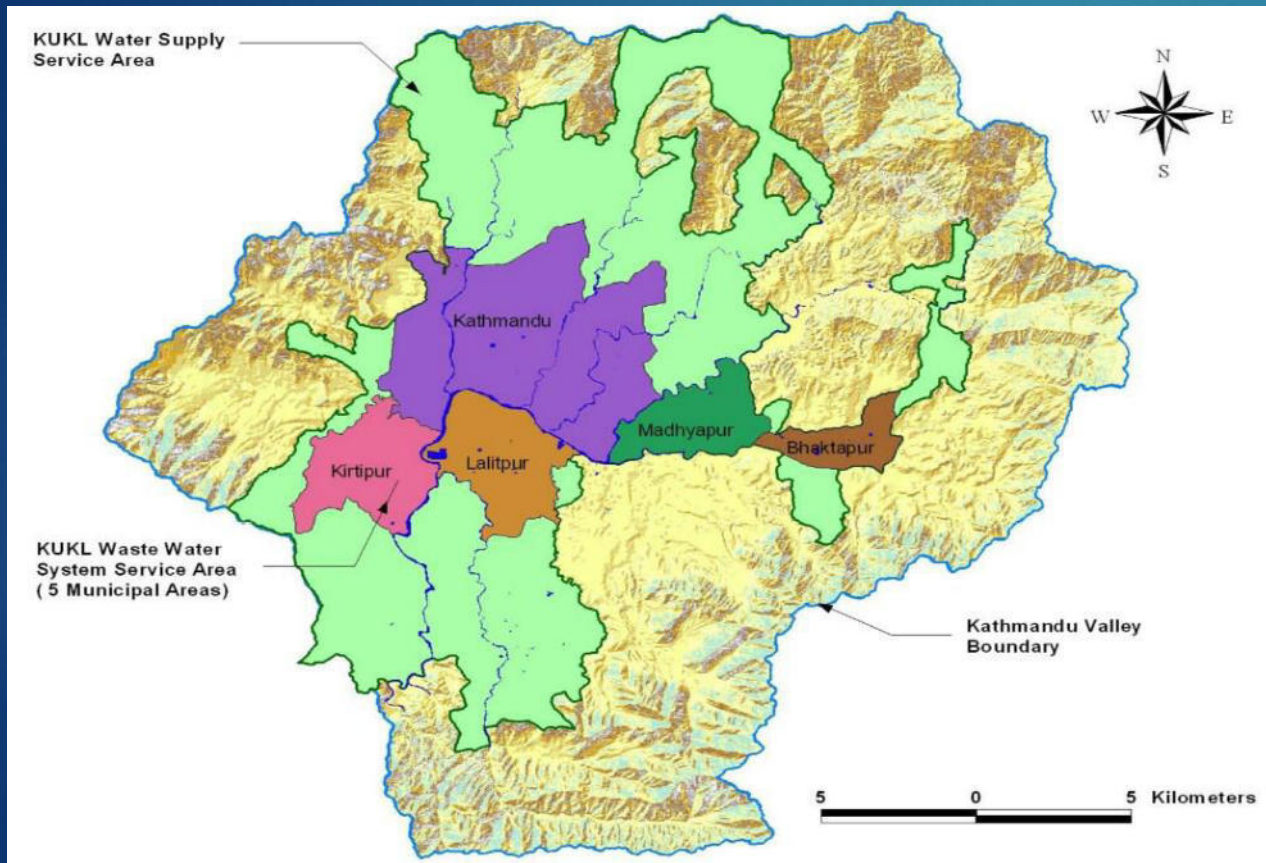 KUKL Water Supply
Service Area
N
W
E
S
Kathmandu
Madhyapur
Bhaktapur
Kirtipur
Lalitpur
KUKL Waste Water
System Service Area
( 5 Municipal Areas)
Kathmandu Valley
Boundary
5 0 5 Kilometers